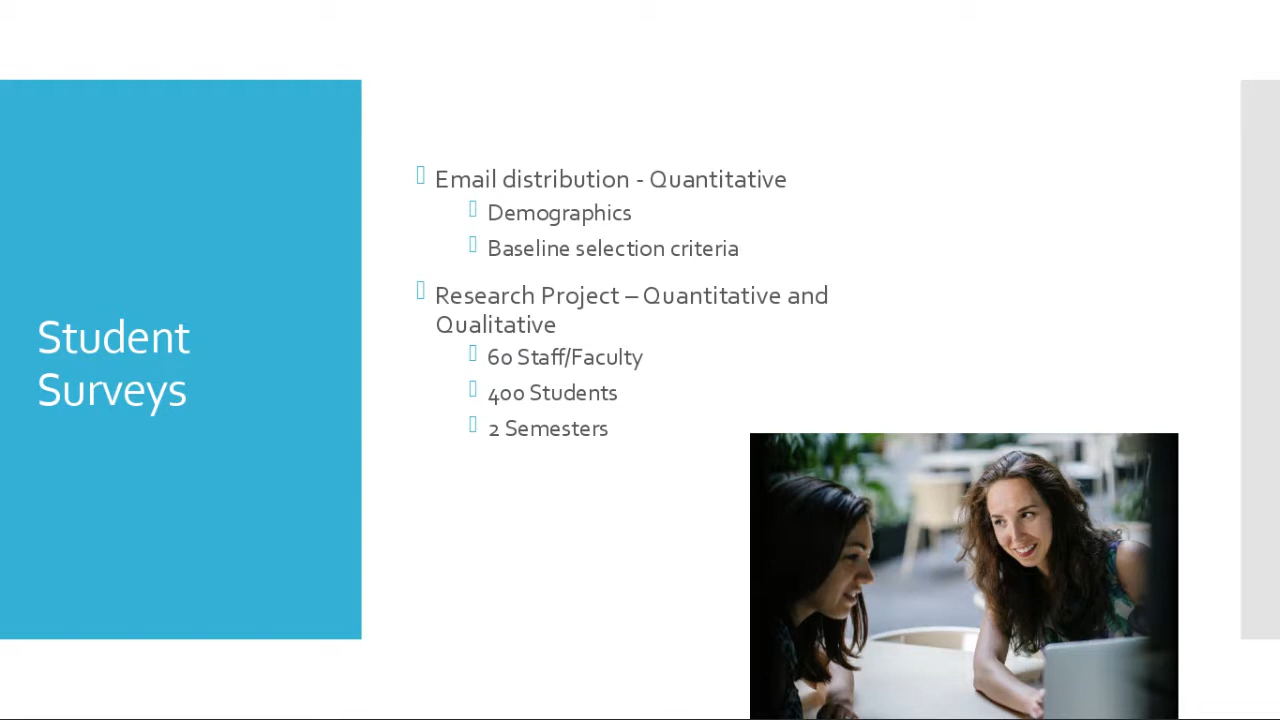 Student
Surveys
Email distribution - Quantitative
Demographics
Baseline selection criteria
Research Project – Quantitative and
Qualitative
60 Staff/Faculty
400 Students
2 Semesters